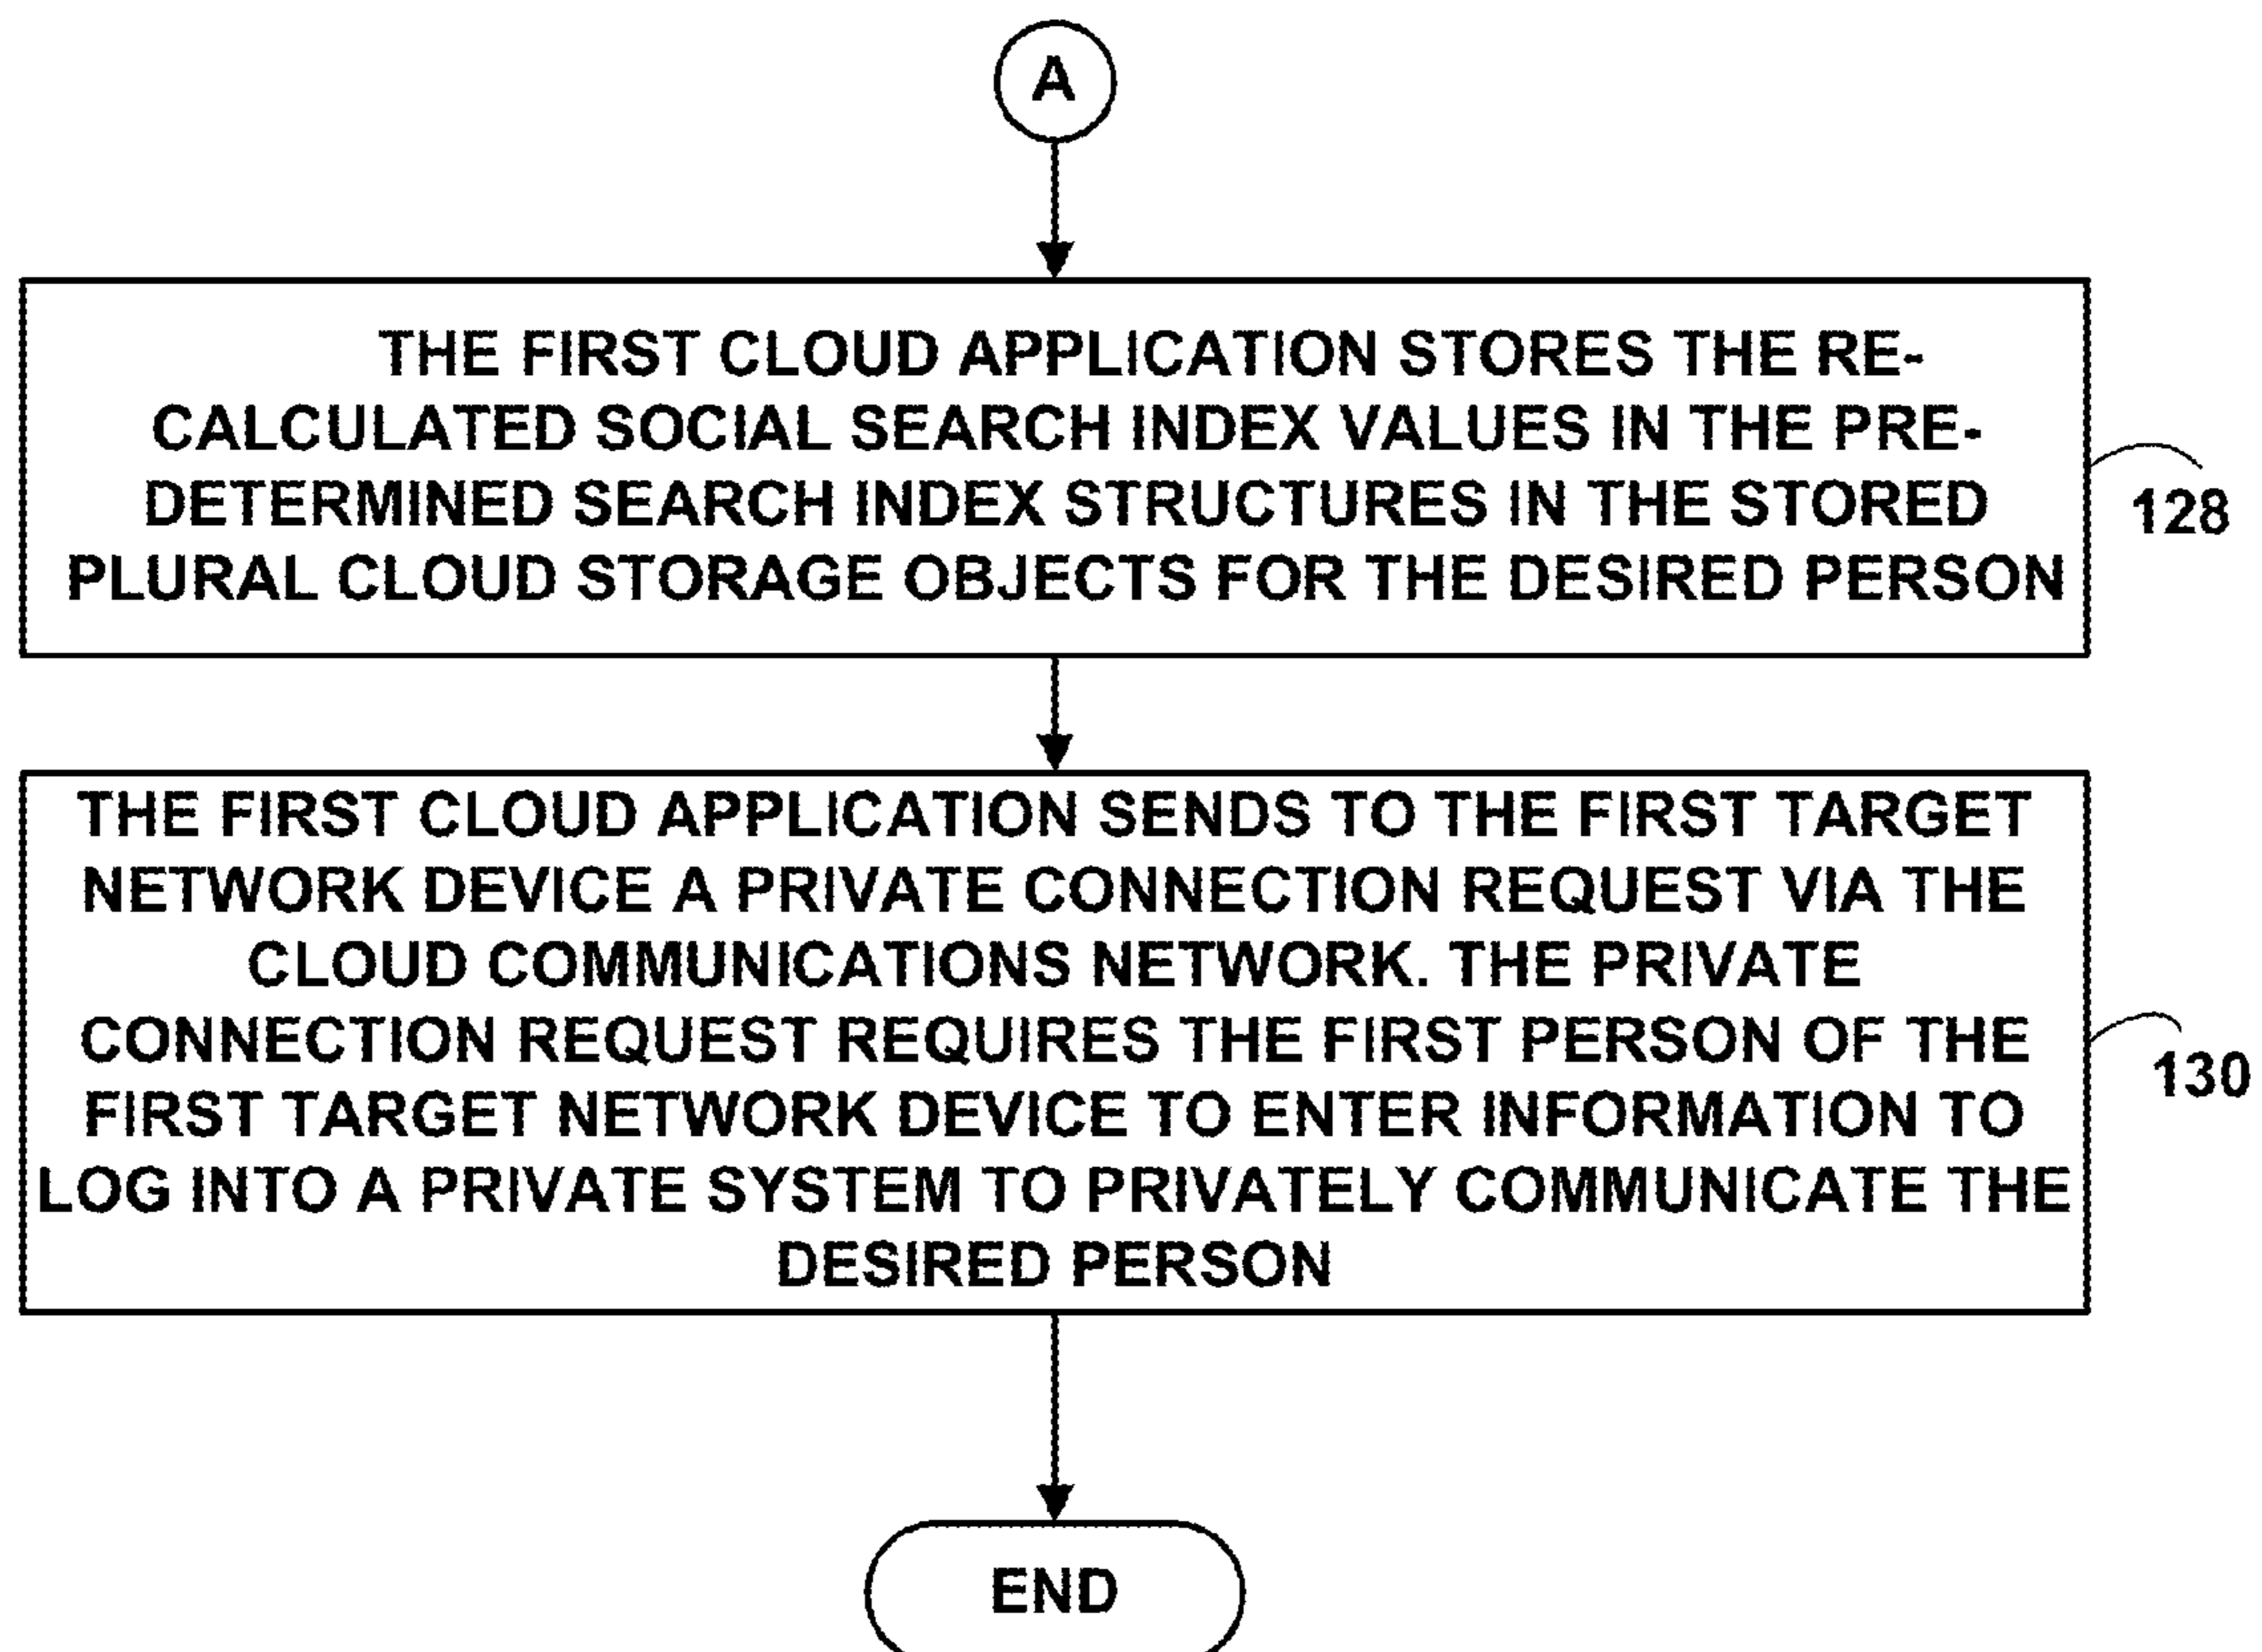 A
THE FIRST CLOUD APPLICATION STORES THE RE-
CALCULATED SOCIAL SEARCH INDEX VALUES IN THE PRE-
DETERMINED SEARCH INDEX STRUCTURES IN THE STORED
PLURAL CLOUD STORAGE OBJECTS FOR THE DESIRED PERSON
128
THE FIRST CLOUD APPLICATION SENDS TO THE FIRST TARGET
NETWORK DEVICE A PRIVATE CONNECTION REQUEST VIA THE
CLOUD COMMUNICATIONS NETWORK. THE PRIVATE
CONNECTION REQUEST REQUIRES THE FIRST PERSON OF THE
FIRST TARGET NETWORK DEVICE TO ENTER INFORMATION TO
LOG INTO A PRIVATE SYSTEM TO PRIVATELY COMMUNICATE THE
DESIRED PERSON
130
END